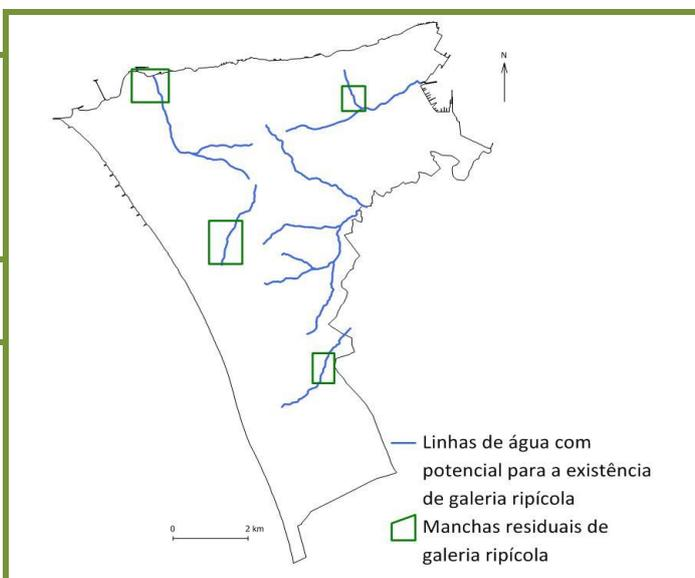 N
Linhas de água com
potencial para a existência
de galeria ripícola
Manchas residuais de
galeria ripícola
0 2 km